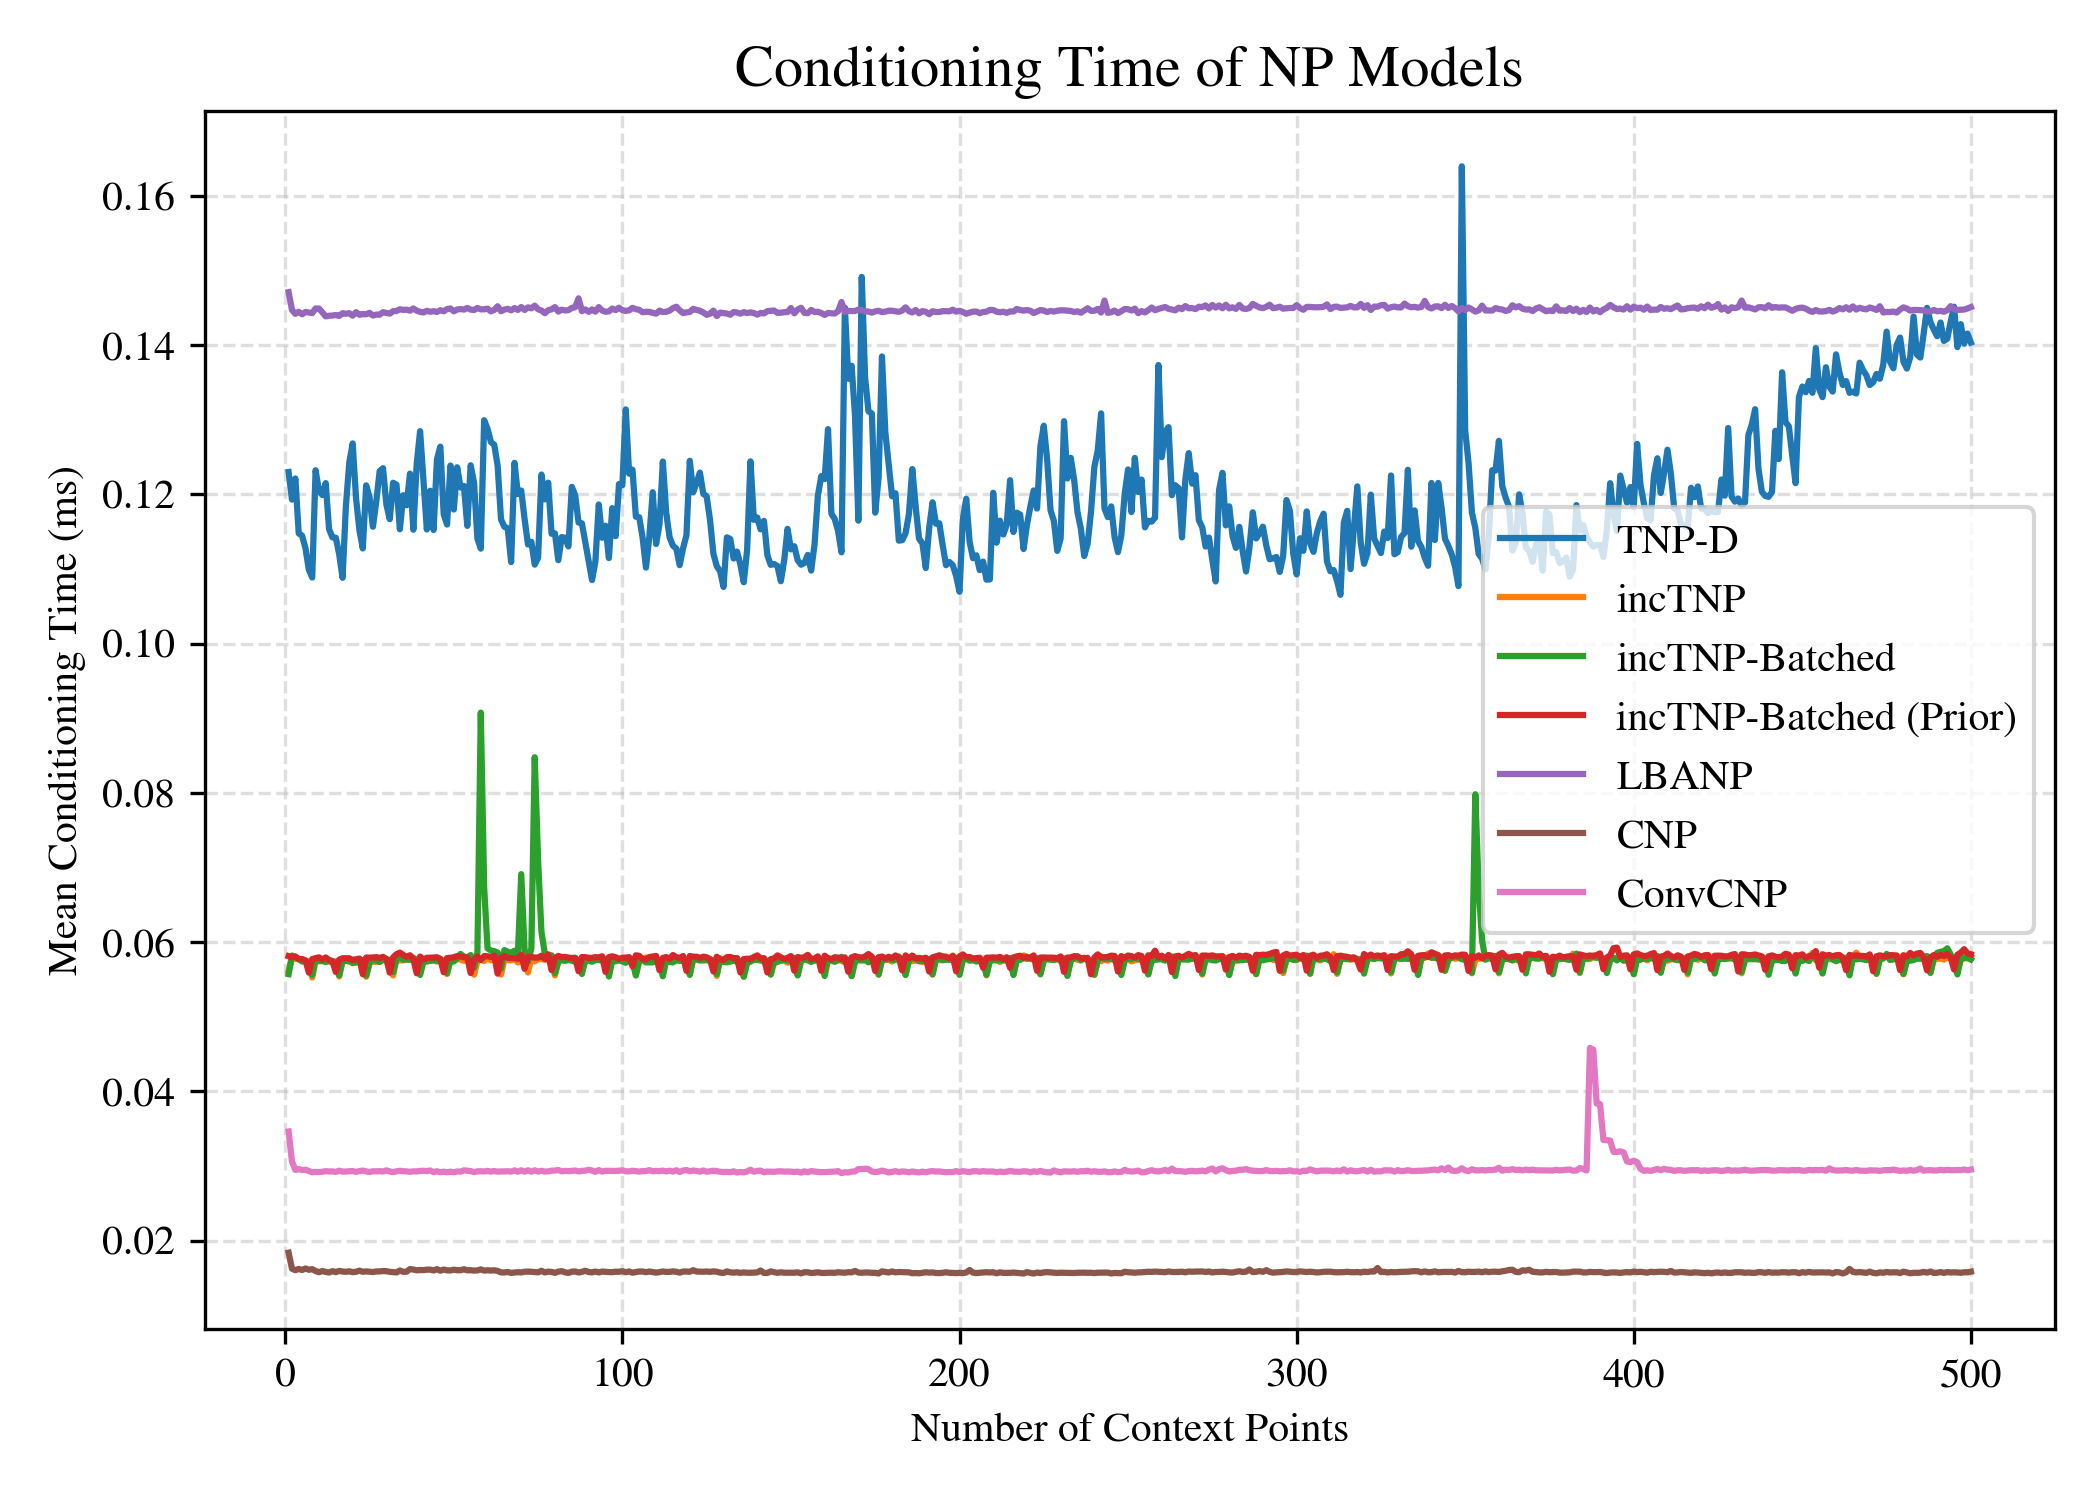 Conditioning Time of NP Models
Mean Conditioning Time (ms)
0.16
0.14
0.12
0.10
0.08
0.06
0.04
0.02
TNP-D
incTNP
incTNP-Batched
incTNP-Batched (Prior)
LBANP
CNP
ConvCNP
0 100 200 300 400 500
Number of Context Points